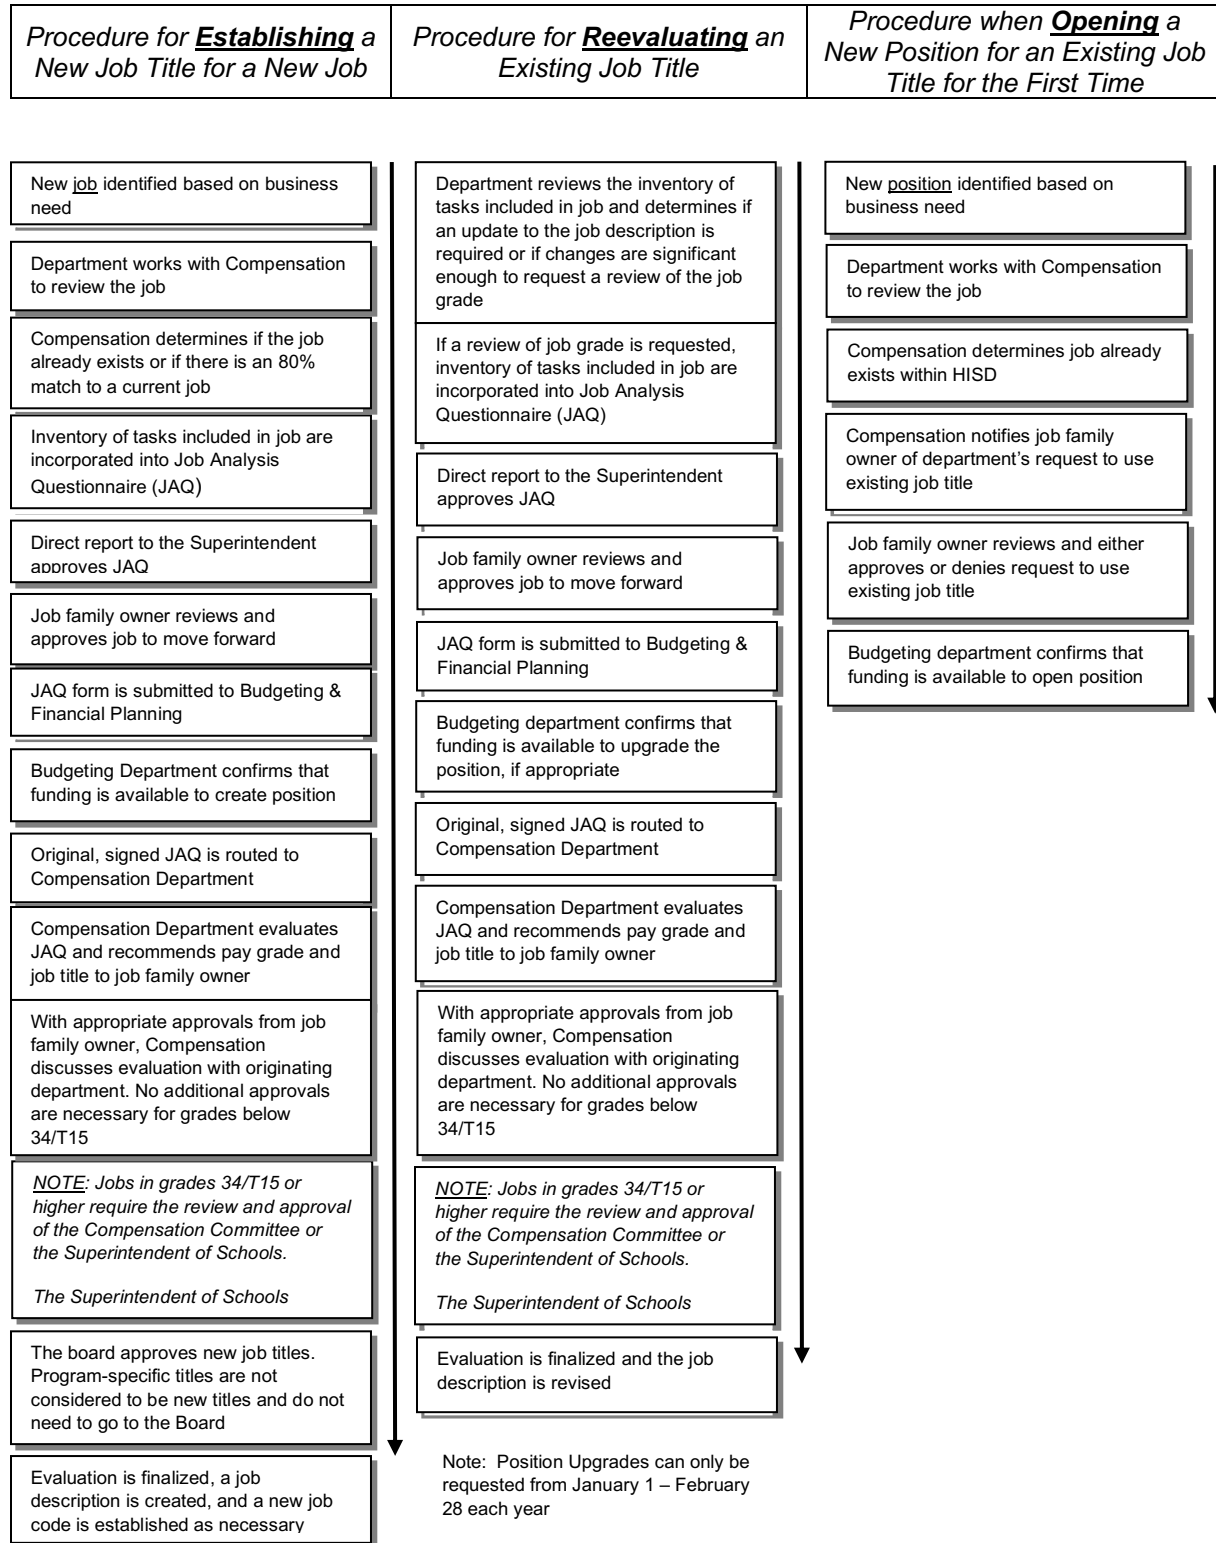 Procedure for Establishing a
New Job Title for a New Job
Procedure for Reevaluating an
Existing Job Title
Procedure when Opening a
New Position for an Existing Job
Title for the First Time
New job identified based on business
need
Department works with Compensation
to review the job
Compensation determines if the job
already exists or if there is an 80%
match to a current job
Inventory of tasks included in job are
incorporated into Job Analysis
Questionnaire (JAQ)
Direct report to the Superintendent
approves JAQ
Job family owner reviews and
approves job to move forward
JAQ form is submitted to Budgeting &
Financial Planning
Budgeting Department confirms that
funding is available to create position
Original, signed JAQ is routed to
Compensation Department
Compensation Department evaluates
JAQ and recommends pay grade and
job title to job family owner
With appropriate approvals from job
family owner, Compensation
discusses evaluation with originating
department. No additional approvals
are necessary for grades below
34/T15
NOTE: Jobs in grades 34/T15 or
higher require the review and approval
of the Compensation Committee or
the Superintendent of Schools.
The Superintendent of Schools
The board approves new job titles.
Program-specific titles are not
considered to be new titles and do not
need to go to the Board
Evaluation is finalized, a job
description is created, and a new job
code is established as necessary
Department reviews the inventory of
tasks included in job and determines if
an update to the job description is
required or if changes are significant
enough to request a review of the job
grade
If a review of job grade is requested,
inventory of tasks included in job are
incorporated into Job Analysis
Questionnaire (JAQ)
Direct report to the Superintendent
approves JAQ
Job family owner reviews and
approves job to move forward
JAQ form is submitted to Budgeting &
Financial Planning
Budgeting department confirms that
funding is available to upgrade the
position, if appropriate
Original, signed JAQ is routed to
Compensation Department
Compensation Department evaluates
JAQ and recommends pay grade and
job title to job family owner
With appropriate approvals from job
family owner, Compensation
discusses evaluation with originating
department. No additional approvals
are necessary for grades below
34/T15
NOTE: Jobs in grades 34/T15 or
higher require the review and approval
of the Compensation Committee or
the Superintendent of Schools.
The Superintendent of Schools
Evaluation is finalized and the job
description is revised
Note: Position Upgrades can only be
requested from January 1 – February
28 each year
New position identified based on
business need
Department works with Compensation
to review the job
Compensation determines job already
exists within HISD
Compensation notifies job family
owner of department's request to use
existing job title
Job family owner reviews and either
approves or denies request to use
existing job title
Budgeting department confirms that
funding is available to open position